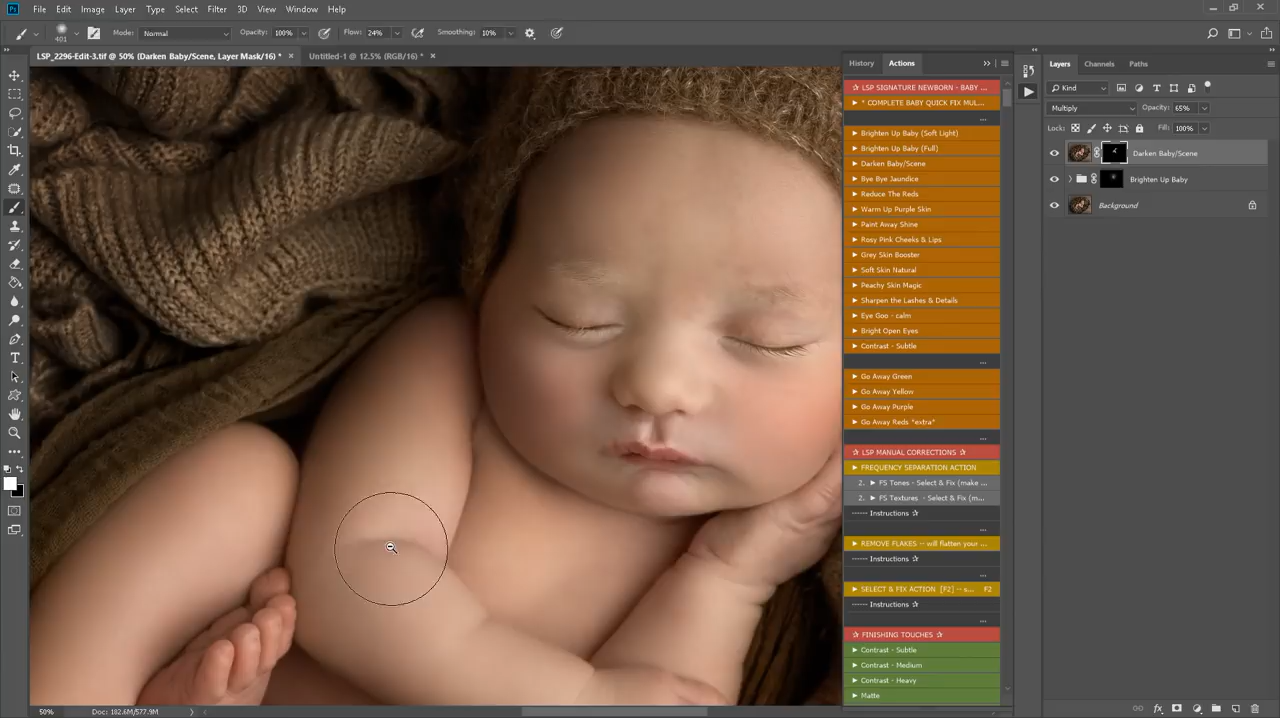 Ps File Edit Image Layer Type Select Filter 3D View Window Help
401 Mode: Normal Opacity: 100% Flow: 24% Smoothing: 10%
LSP_2296-Edit-3.tif @ 50% (Darken Baby/Scene, Layer Mask/16) * × Untitled-1 @ 12.5% (RGB/16) * ×
History Actions
LSP SIGNATURE NEWBORN - BABY ...
* COMPLETE BABY QUICK FIX MUL...
...
Brighten Up Baby (Soft Light)
Brighten Up Baby (Full)
Darken Baby/Scene
Bye Bye Jaundice
Reduce The Reds
Warm Up Purple Skin
Paint Away Shine
Rosy Pink Cheeks & Lips
Grey Skin Booster
Soft Skin Natural
Peachy Skin Magic
Sharpen the Lashes & Details
Eye Goo - calm
Bright Open Eyes
Contrast - Subtle
...
Go Away Green
Go Away Yellow
Go Away Purple
Go Away Reds *extra*
...
☆ LSP MANUAL CORRECTIONS ☆
FREQUENCY SEPARATION ACTION
2. FS Tones - Select & Fix (make ...
2. FS Textures - Select & Fix (m...
------ Instructions ☆
...
REMOVE FLAKES -- will flatten your ...
------ Instructions ☆
...
SELECT & FIX ACTION [F2] -- s... F2
------ Instructions ☆
...
☆ FINISHING TOUCHES ☆
Contrast - Subtle
Contrast - Medium
Contrast - Heavy
Matte
Layers Channels Paths
Kind
Multiply Opacity: 65%
Lock: Fill: 100%
Darken Baby/Scene
Brighten Up Baby
Background
50% Doc: 182.6M/577.9M